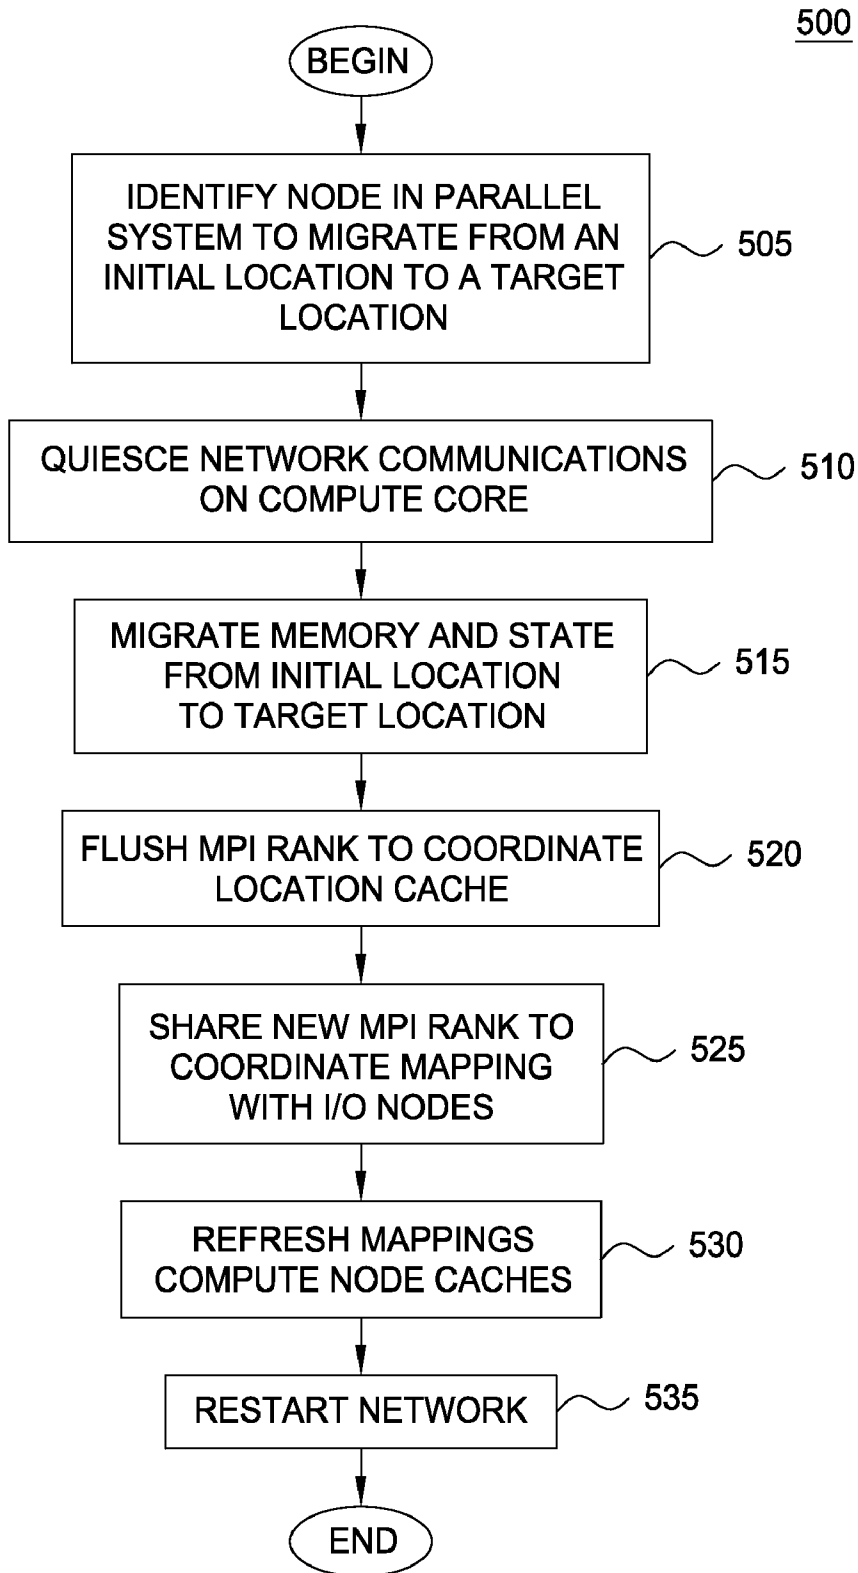 500
BEGIN
IDENTIFY NODE IN PARALLEL
SYSTEM TO MIGRATE FROM AN
INITIAL LOCATION TO A TARGET
LOCATION
505
QUIESCE NETWORK COMMUNICATIONS
ON COMPUTE CORE
510
MIGRATE MEMORY AND STATE
FROM INITIAL LOCATION
TO TARGET LOCATION
515
FLUSH MPI RANK TO COORDINATE
LOCATION CACHE
520
SHARE NEW MPI RANK TO
COORDINATE MAPPING
WITH I/O NODES
525
REFRESH MAPPINGS
COMPUTE NODE CACHES
530
RESTART NETWORK
535
END